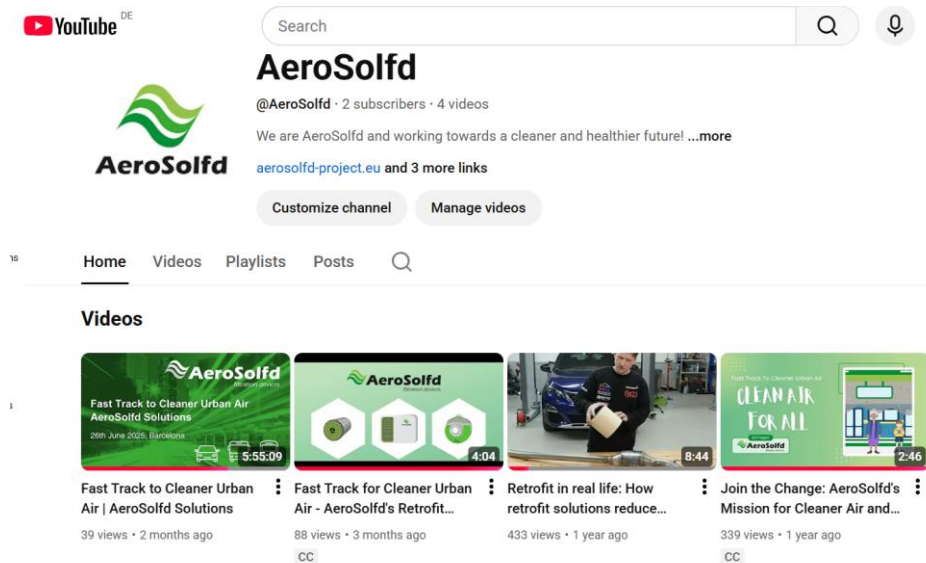 YouTube DE
Search
AeroSolfd
@AeroSolfd · 2 subscribers · 4 videos
We are AeroSolfd and working towards a cleaner and healthier future! ...more
aerosolfd-project.eu and 3 more links
AeroSolfd
Customize channel Manage videos
Home Videos Playlists Posts
Videos
AeroSolfd
filtration devices
Fast Track to Cleaner Urban Air
AeroSolfd Solutions
26th June 2025, Barcelona
5:55:09
AeroSolfd
filtration devices
4:04
8:44
Fast Track To Cleaner Urban Air
CLEAN AIR
FOR ALL
AeroSolfd
2:46
Fast Track to Cleaner Urban
Air | AeroSolfd Solutions
39 views • 2 months ago
Fast Track for Cleaner Urban
Air - AeroSolfd's Retrofit...
88 views • 3 months ago
CC
Retrofit in real life: How
retrofit solutions reduce...
433 views • 1 year ago
Join the Change: AeroSolfd's
Mission for Cleaner Air and...
339 views • 1 year ago
CC